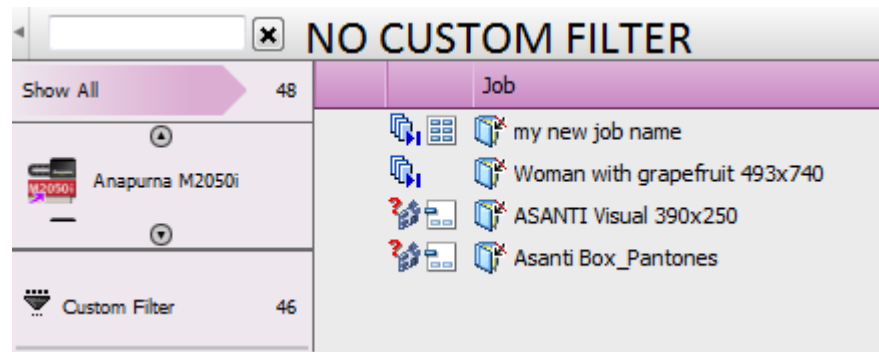 NO CUSTOM FILTER
Show All 48
Job
my new job name
M2050i Anapurna M2050i
Woman with grapefruit 493x740
ASANTI Visual 390x250
Asanti Box_Pantones
Custom Filter 46